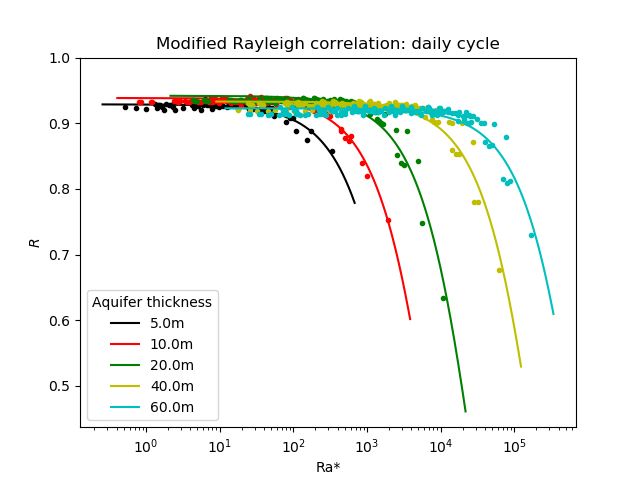 Modified Rayleigh correlation: daily cycle
1.0
0.9
0.8
0.7
0.6
0.5
R
Aquifer thickness
5.0m
10.0m
20.0m
40.0m
60.0m
10⁰ 10¹ 10² 10³ 10⁴ 10⁵
Ra*